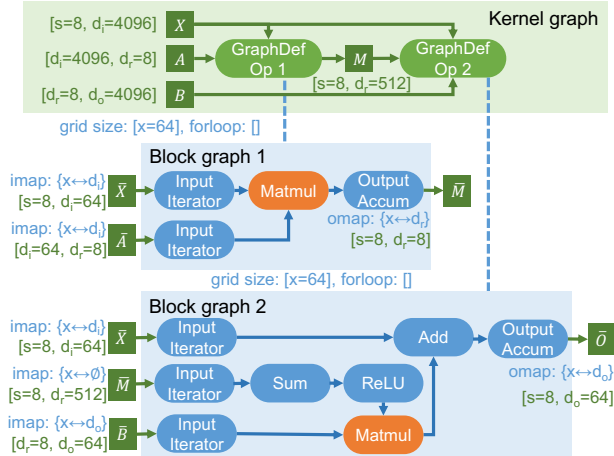 Kernel graph
[s=8, dᵢ=4096] X
[dᵢ=4096, dᵣ=8] A GraphDef Op 1 M GraphDef Op 2
[s=8, dᵣ=512]
[dᵣ=8, dₒ=4096] B
grid size: [x=64], forloop: []
Block graph 1
imap: {x↔dᵢ}
[s=8, dᵢ=64] X̄ Input Iterator Matmul Output Accum M̄
imap: {x↔dᵢ}
[dᵢ=64, dᵣ=8] Ā Input Iterator
omap: {x↔dᵣ}
[s=8, dᵣ=8]
grid size: [x=64], forloop: []
Block graph 2
imap: {x↔dᵢ}
[s=8, dᵢ=64] X̄ Input Iterator Add Output Accum Ō
imap: {x↔∅}
[s=8, dᵣ=512] M̄ Input Iterator Sum ReLU
omap: {x↔dₒ}
[s=8, dₒ=64]
imap: {x↔dₒ}
[dᵣ=8, dₒ=64] B̄ Input Iterator Matmul